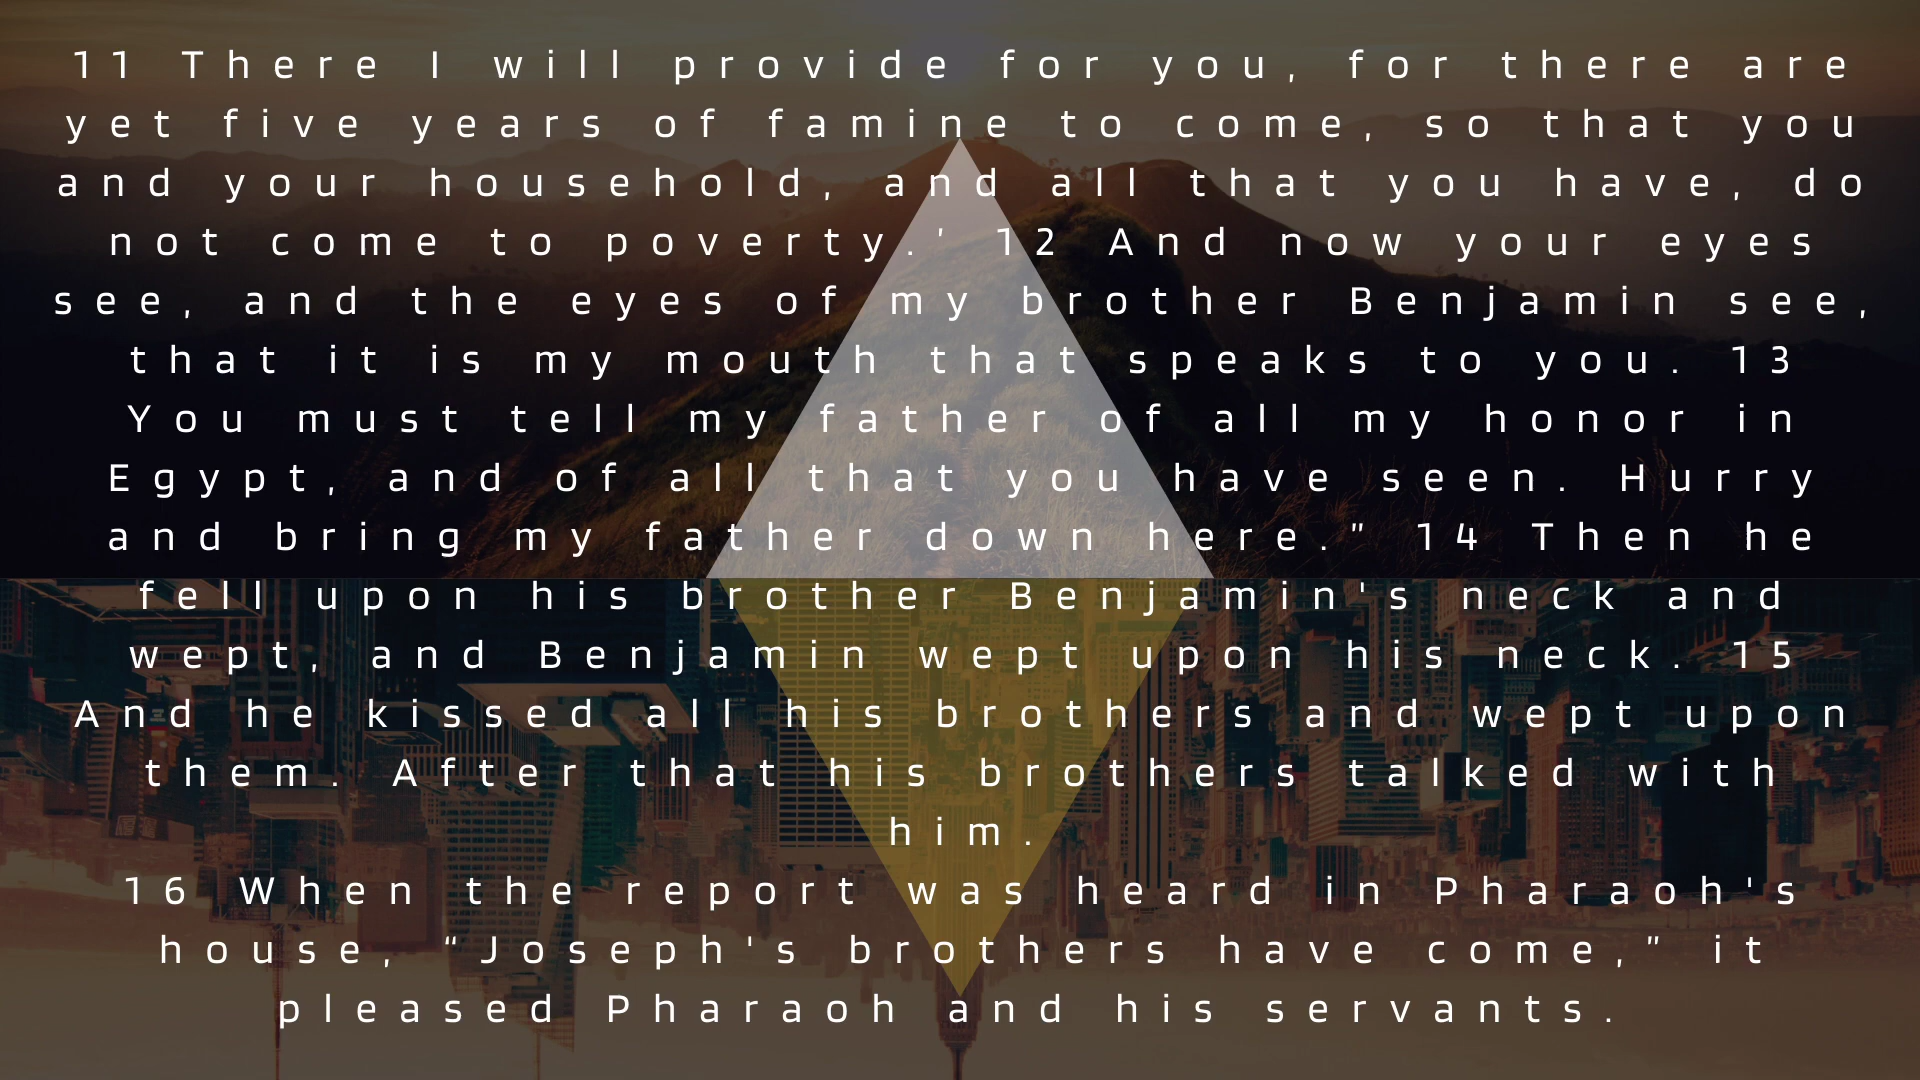 11 There I will provide for you, for there are
yet five years of famine to come, so that you
and your household, and all that you have, do
not come to poverty.’ 12 And now your eyes
see, and the eyes of my brother Benjamin see,
that it is my mouth that speaks to you. 13
You must tell my father of all my honor in
Egypt, and of all that you have seen. Hurry
and bring my father down here.” 14 Then he
fell upon his brother Benjamin's neck and
wept, and Benjamin wept upon his neck. 15
And he kissed all his brothers and wept upon
them. After that his brothers talked with
him.
16 When the report was heard in Pharaoh's
house, “Joseph's brothers have come,” it
pleased Pharaoh and his servants.